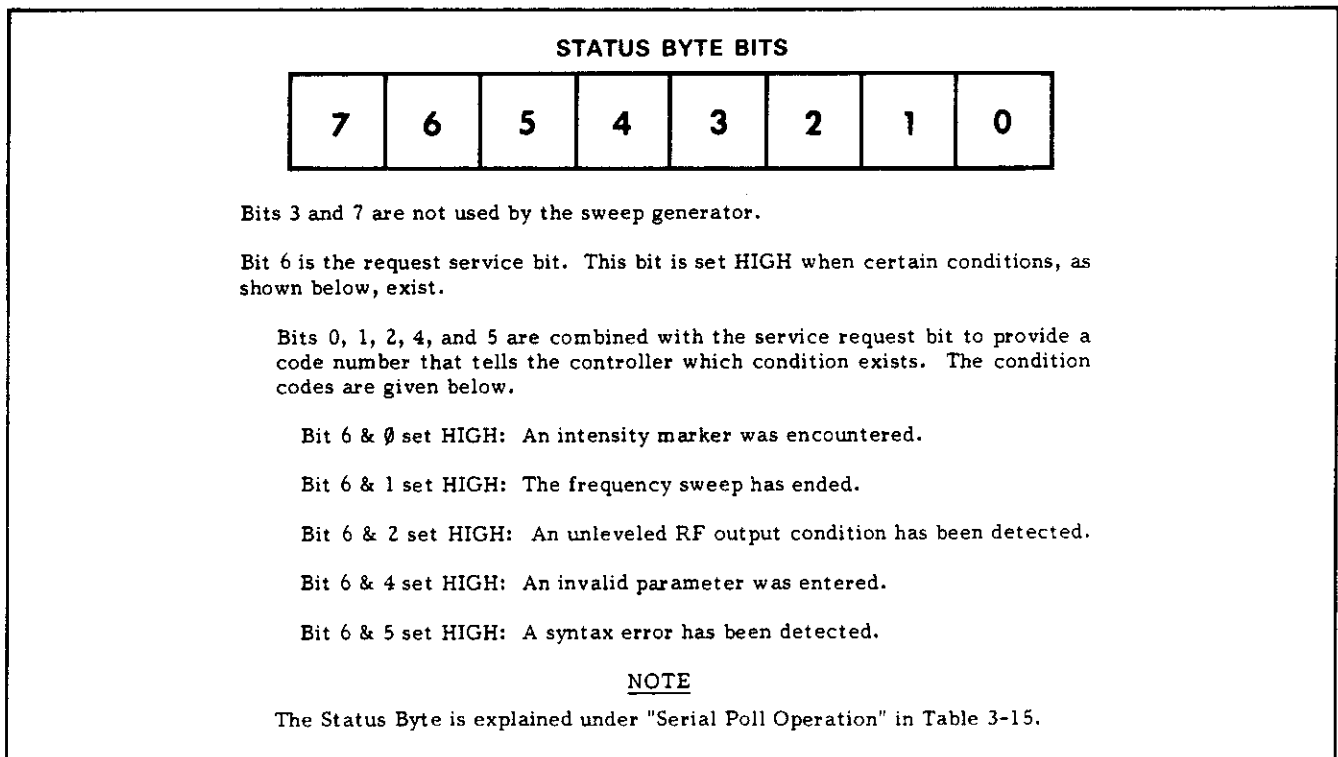 STATUS BYTE BITS
7 6 5 4 3 2 1 0
Bits 3 and 7 are not used by the sweep generator.
Bit 6 is the request service bit. This bit is set HIGH when certain conditions, as
shown below, exist.
Bits 0, 1, 2, 4, and 5 are combined with the service request bit to provide a
code number that tells the controller which condition exists. The condition
codes are given below.
Bit 6 & Ø set HIGH: An intensity marker was encountered.
Bit 6 & 1 set HIGH: The frequency sweep has ended.
Bit 6 & 2 set HIGH: An unleveled RF output condition has been detected.
Bit 6 & 4 set HIGH: An invalid parameter was entered.
Bit 6 & 5 set HIGH: A syntax error has been detected.
NOTE
The Status Byte is explained under "Serial Poll Operation" in Table 3-15.